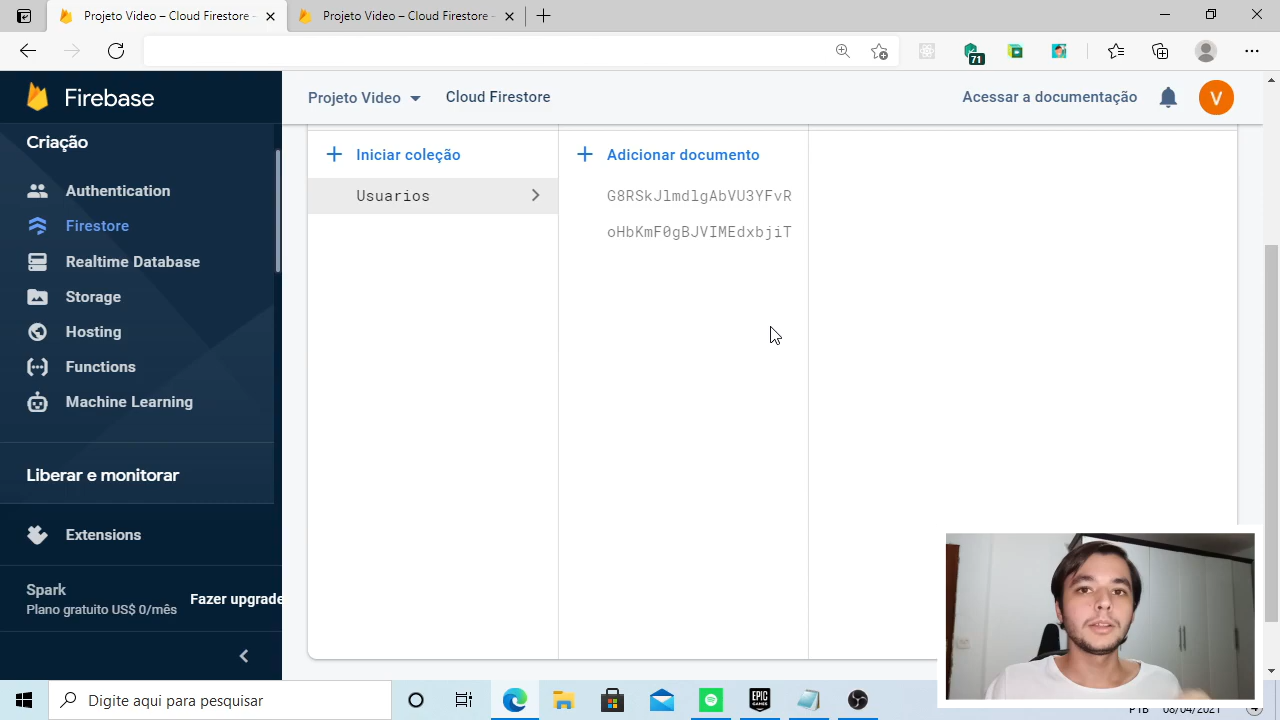 Projeto Video - Cloud Firestore -
Projeto Video - Cloud Firestore -
71
Firebase
Projeto Video
Cloud Firestore
Acessar a documentação
V
Criação
Authentication
Firestore
Realtime Database
Storage
Hosting
Functions
Machine Learning
Liberar e monitorar
Extensions
Spark
Plano gratuito US$ 0/mês
Fazer upgrade
Iniciar coleção
Usuarios
Adicionar documento
G8RSkJlmdlgAbVU3YFvR
oHbKmF0gBJVIMEdxbjiT
Digite aqui para pesquisar
EPIC
GAMES